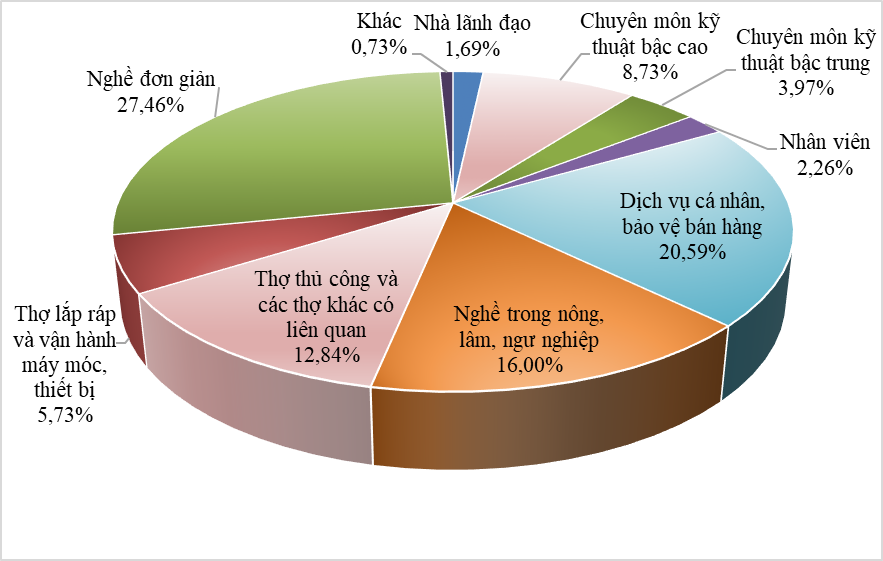 Khác
0,73%
Nhà lãnh đạo
1,69%
Chuyên môn kỹ
thuật bậc cao
8,73%
Chuyên môn kỹ
thuật bậc trung
3,97%
Nhân viên
2,26%
Dịch vụ cá nhân,
bảo vệ bán hàng
20,59%
Nghề trong nông,
lâm, ngư nghiệp
16,00%
Thợ thủ công và
các thợ khác có
liên quan
12,84%
Thợ lắp ráp
và vận hành
máy móc,
thiết bị
5,73%
Nghề đơn giản
27,46%